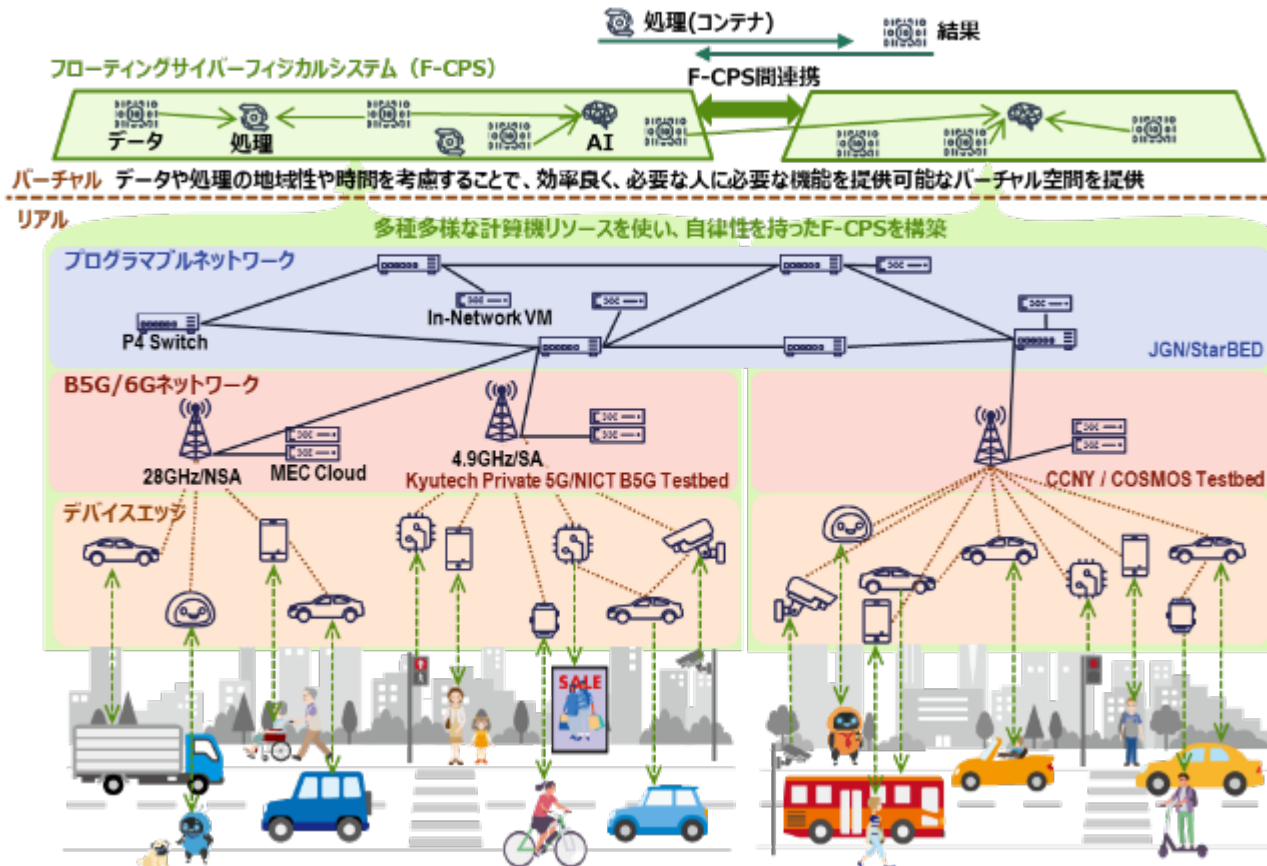 処理(コンテナ)
結果
フローティングサイバーフィジカルシステム（F-CPS）
F-CPS間連携
データ
処理
AI
バーチャル データや処理の地域性や時間を考慮することで、効率良く、必要な人に必要な機能を提供可能なバーチャル空間を提供
リアル
多種多様な計算機リソースを使い、自律性を持ったF-CPSを構築
プログラマブルネットワーク
In-Network VM
P4 Switch
JGN/StarBED
B5G/6Gネットワーク
28GHz/NSA
MEC Cloud
4.9GHz/SA
Kyutech Private 5G/NICT B5G Testbed
CCNY / COSMOS Testbed
デバイスエッジ
SALE